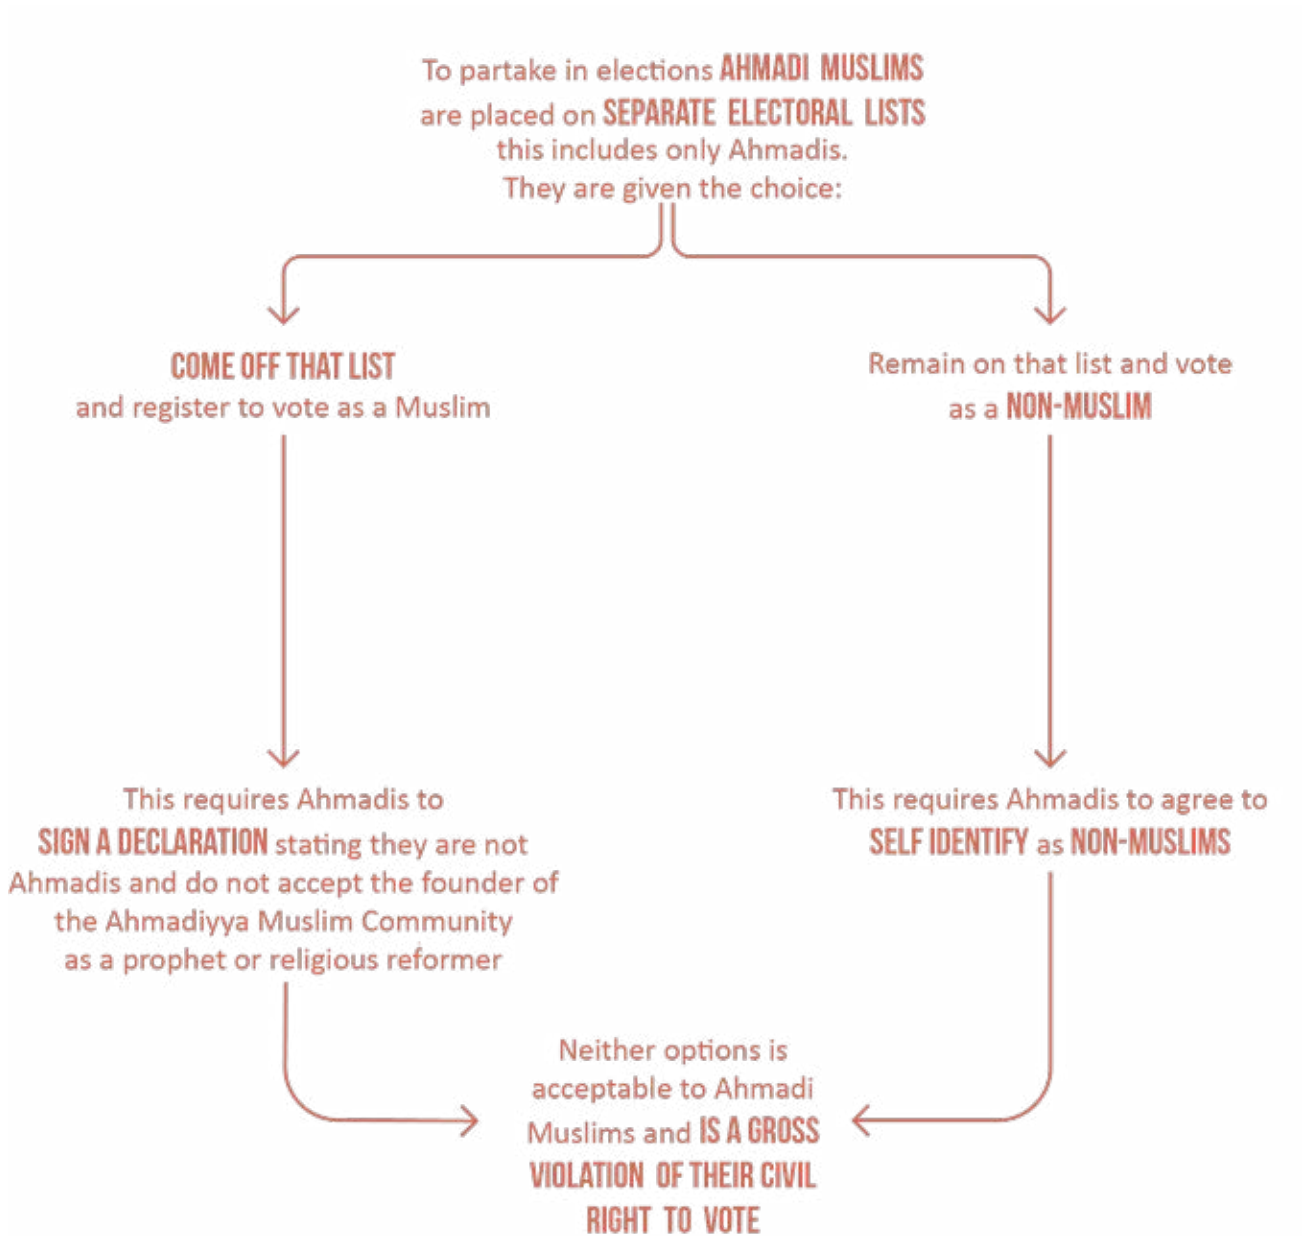 To partake in elections AHMADI MUSLIMS
are placed on SEPARATE ELECTORAL LISTS
this includes only Ahmadis.
They are given the choice:
COME OFF THAT LIST
and register to vote as a Muslim
Remain on that list and vote
as a NON-MUSLIM
This requires Ahmadis to
SIGN A DECLARATION stating they are not
Ahmadis and do not accept the founder of
the Ahmadiyya Muslim Community
as a prophet or religious reformer
This requires Ahmadis to agree to
SELF IDENTIFY as NON-MUSLIMS
Neither options is
acceptable to Ahmadi
Muslims and IS A GROSS
VIOLATION OF THEIR CIVIL
RIGHT TO VOTE